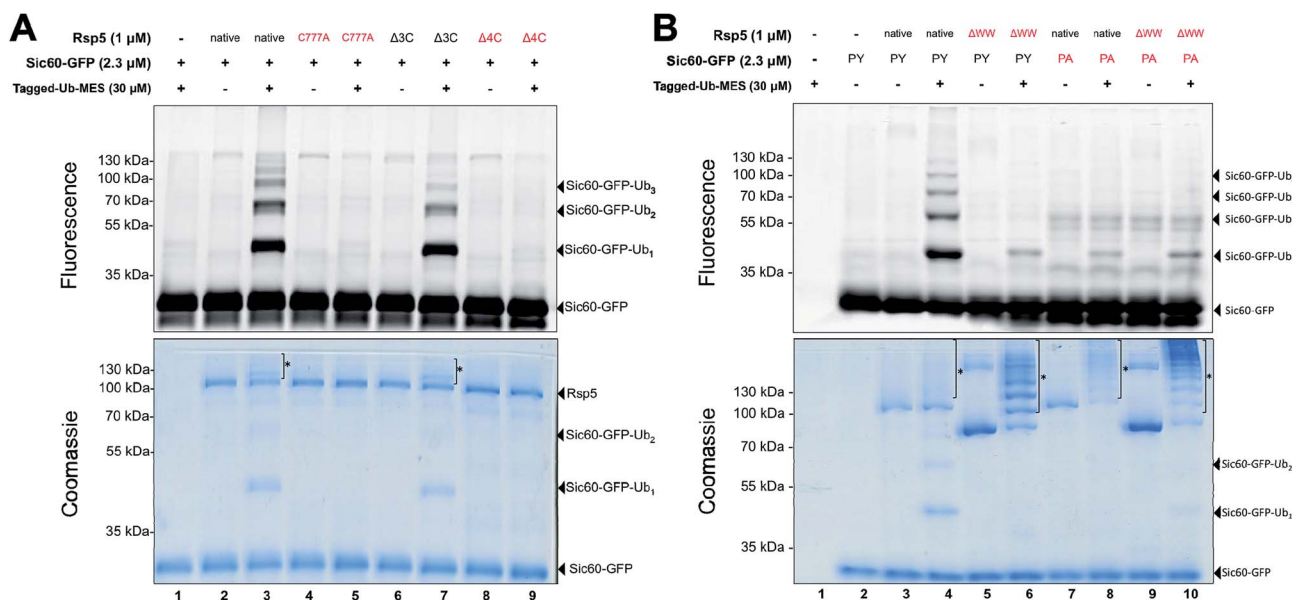 A
Rsp5 (1 µM) - native native C777A C777A Δ3C Δ3C Δ4C Δ4C
Sic60-GFP (2.3 µM) + + + + + + + + +
Tagged-Ub-MES (30 µM) + - + - + - + - +
Fluorescence
130 kDa-
100 kDa-
70 kDa-
55 kDa-
35 kDa-
Sic60-GFP-Ub₃
Sic60-GFP-Ub₂
Sic60-GFP-Ub₁
Sic60-GFP
Coomassie
130 kDa-
100 kDa-
70 kDa-
55 kDa-
35 kDa-
* *
Rsp5
Sic60-GFP-Ub₂
Sic60-GFP-Ub₁
Sic60-GFP
1 2 3 4 5 6 7 8 9
B
Rsp5 (1 µM) - - native native ΔWW ΔWW native native ΔWW ΔWW
Sic60-GFP (2.3 µM) - PY PY PY PY PY PA PA PA PA
Tagged-Ub-MES (30 µM) + - - + - + - + - +
Fluorescence
130 kDa -
100 kDa -
70 kDa -
55 kDa -
35 kDa -
Sic60-GFP-Ub
Sic60-GFP-Ub
Sic60-GFP-Ub
Sic60-GFP-Ub
Sic60-GFP
Coomassie
130 kDa -
100 kDa -
70 kDa -
55 kDa -
35 kDa -
* * * *
Sic60-GFP-Ub₂
Sic60-GFP-Ub₁
Sic60-GFP
1 2 3 4 5 6 7 8 9 10